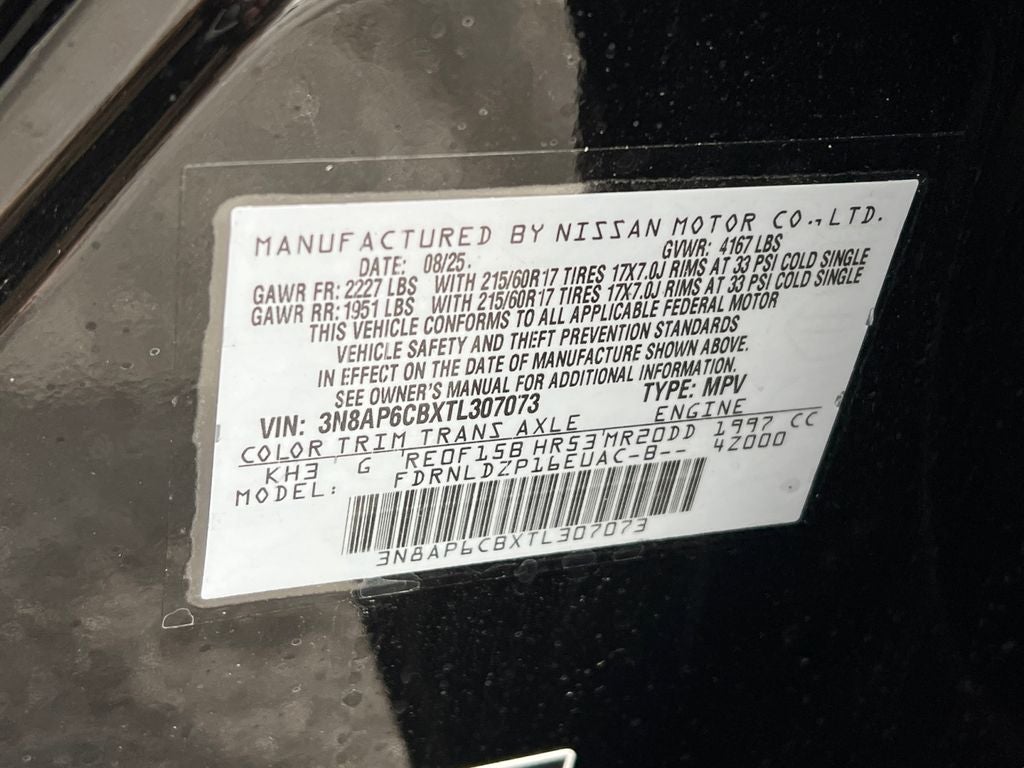 MANUFACTURED BY NISSAN MOTOR CO., LTD.
DATE: 08/25. GVWR: 4167 LBS
GAWR FR: 2227 LBS WITH 215/60R17 TIRES 17X7.0J RIMS AT 33 PSI COLD SINGLE
GAWR RR: 1951 LBS WITH 215/60R17 TIRES 17X7.0J RIMS AT 33 PSI COLD SINGLE
THIS VEHICLE CONFORMS TO ALL APPLICABLE FEDERAL MOTOR
VEHICLE SAFETY AND THEFT PREVENTION STANDARDS
IN EFFECT ON THE DATE OF MANUFACTURE SHOWN ABOVE.
SEE OWNER'S MANUAL FOR ADDITIONAL INFORMATION.
VIN: 3N8AP6CBXTL307073 TYPE: MPV
COLOR TRIM TRANS AXLE ENGINE
KH3 G RE0F15B HR53 MR20DD 1997 CC
MODEL: FDRNLDZP16EUAC-B-- 42000
3N8AP6CBXTL307073